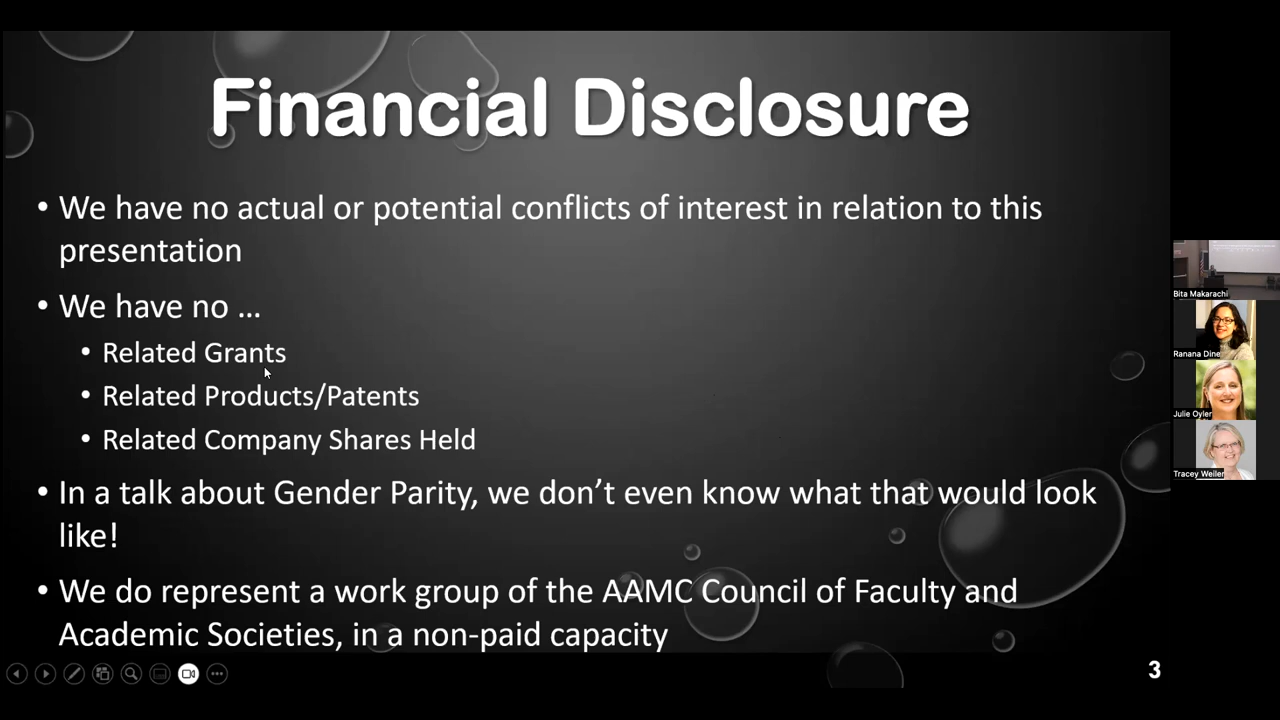 Financial Disclosure
• We have no actual or potential conflicts of interest in relation to this
presentation
• We have no ...
• Related Grants
• Related Products/Patents
• Related Company Shares Held
• In a talk about Gender Parity, we don't even know what that would look
like!
• We do represent a work group of the AAMC Council of Faculty and
Academic Societies, in a non-paid capacity
3
Bita Makarachi
Ranana Dine
Julie Oyler
Tracey Weiler